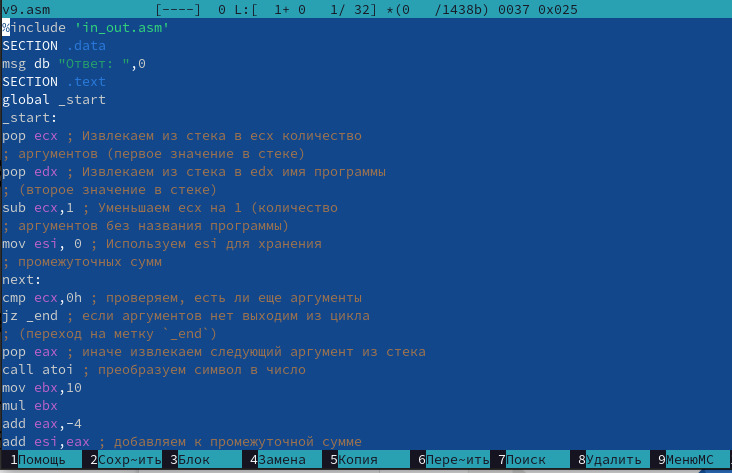 v9.asm [----] 0 L:[ 1+ 0 1/ 32] *(0 /1438b) 0037 0x025
%include 'in_out.asm'
SECTION .data
msg db "Ответ: ",0
SECTION .text
global _start
_start:
pop ecx ; Извлекаем из стека в ecx количество
; аргументов (первое значение в стеке)
pop edx ; Извлекаем из стека в edx имя программы
; (второе значение в стеке)
sub ecx,1 ; Уменьшаем ecx на 1 (количество
; аргументов без названия программы)
mov esi, 0 ; Используем esi для хранения
; промежуточных сумм
next:
cmp ecx,0h ; проверяем, есть ли еще аргументы
jz _end ; если аргументов нет выходим из цикла
; (переход на метку `_end`)
pop eax ; иначе извлекаем следующий аргумент из стека
call atoi ; преобразуем символ в число
mov ebx,10
mul ebx
add eax,-4
add esi,eax ; добавляем к промежуточной сумме
1Помощь 2Сохр~ить 3Блок 4Замена 5Копия 6Пере~ить 7Поиск 8Удалить 9МенюМС